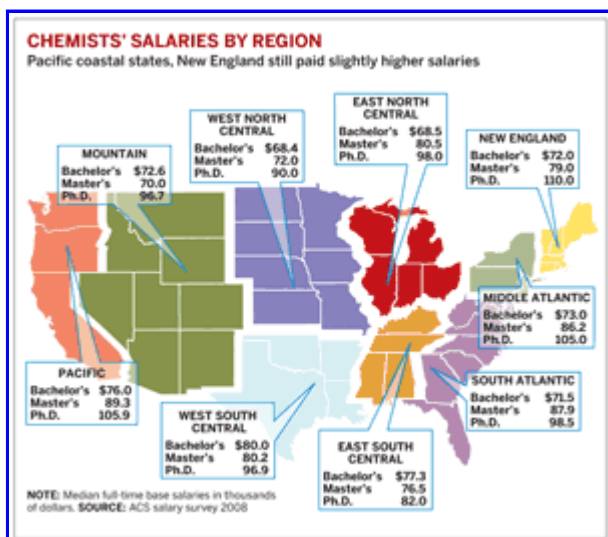 CHEMISTS' SALARIES BY REGION
Pacific coastal states, New England still paid slightly higher salaries
WEST NORTH
CENTRAL
Bachelor's $68.4
Master's 72.0
Ph.D. 90.0
EAST NORTH
CENTRAL
Bachelor's $68.5
Master's 80.5
Ph.D. 98.0
NEW ENGLAND
Bachelor's $72.0
Master's 79.0
Ph.D. 110.0
MOUNTAIN
Bachelor's $72.6
Master's 70.0
Ph.D. 96.7
MIDDLE ATLANTIC
Bachelor's $73.0
Master's 86.2
Ph.D. 105.0
PACIFIC
Bachelor's $76.0
Master's 89.3
Ph.D. 105.9
SOUTH ATLANTIC
Bachelor's $71.5
Master's 87.9
Ph.D. 98.5
WEST SOUTH
CENTRAL
Bachelor's $80.0
Master's 80.2
Ph.D. 96.9
EAST SOUTH
CENTRAL
Bachelor's $77.3
Master's 76.5
Ph.D. 82.0
NOTE: Median full-time base salaries in thousands
of dollars. SOURCE: ACS salary survey 2008